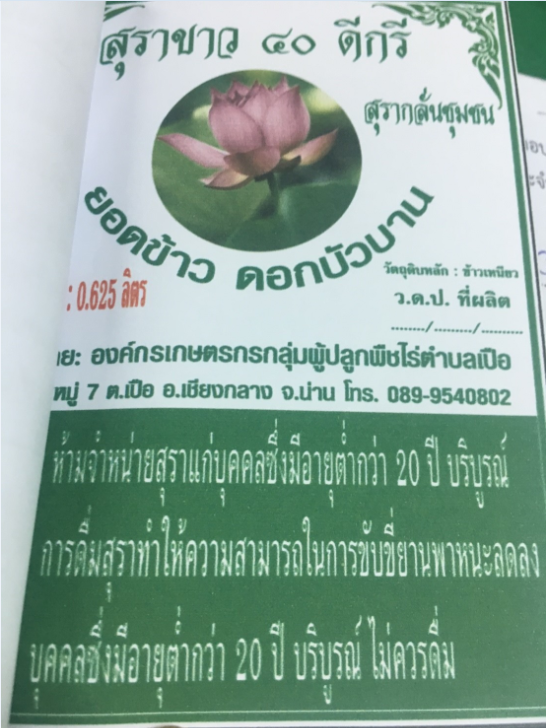 สุราขาว ๔๐ ดีกรี
สุรากลั่นชุมชน
ยอดข้าว ดอกบัวบาน
วัตถุดิบหลัก : ข้าวเหนียว
: 0.625 ลิตร
ว.ด.ป. ที่ผลิต
......../........./..........
ย: องค์กรเกษตรกรกลุ่มผู้ปลูกพืชไร่ตำบลเปือ
หมู่ 7 ต.เปือ อ.เชียงกลาง จ.น่าน โทร. 089-9540802
ห้ามจำหน่ายสุราแก่บุคคลซึ่งมีอายุต่ำกว่า 20 ปี บริบูรณ์
การดื่มสุราทำให้ความสามารถในการขับขี่ยานพาหนะลดลง
บุคคลซึ่งมีอายุต่ำกว่า 20 ปี บริบูรณ์ ไม่ควรดื่ม